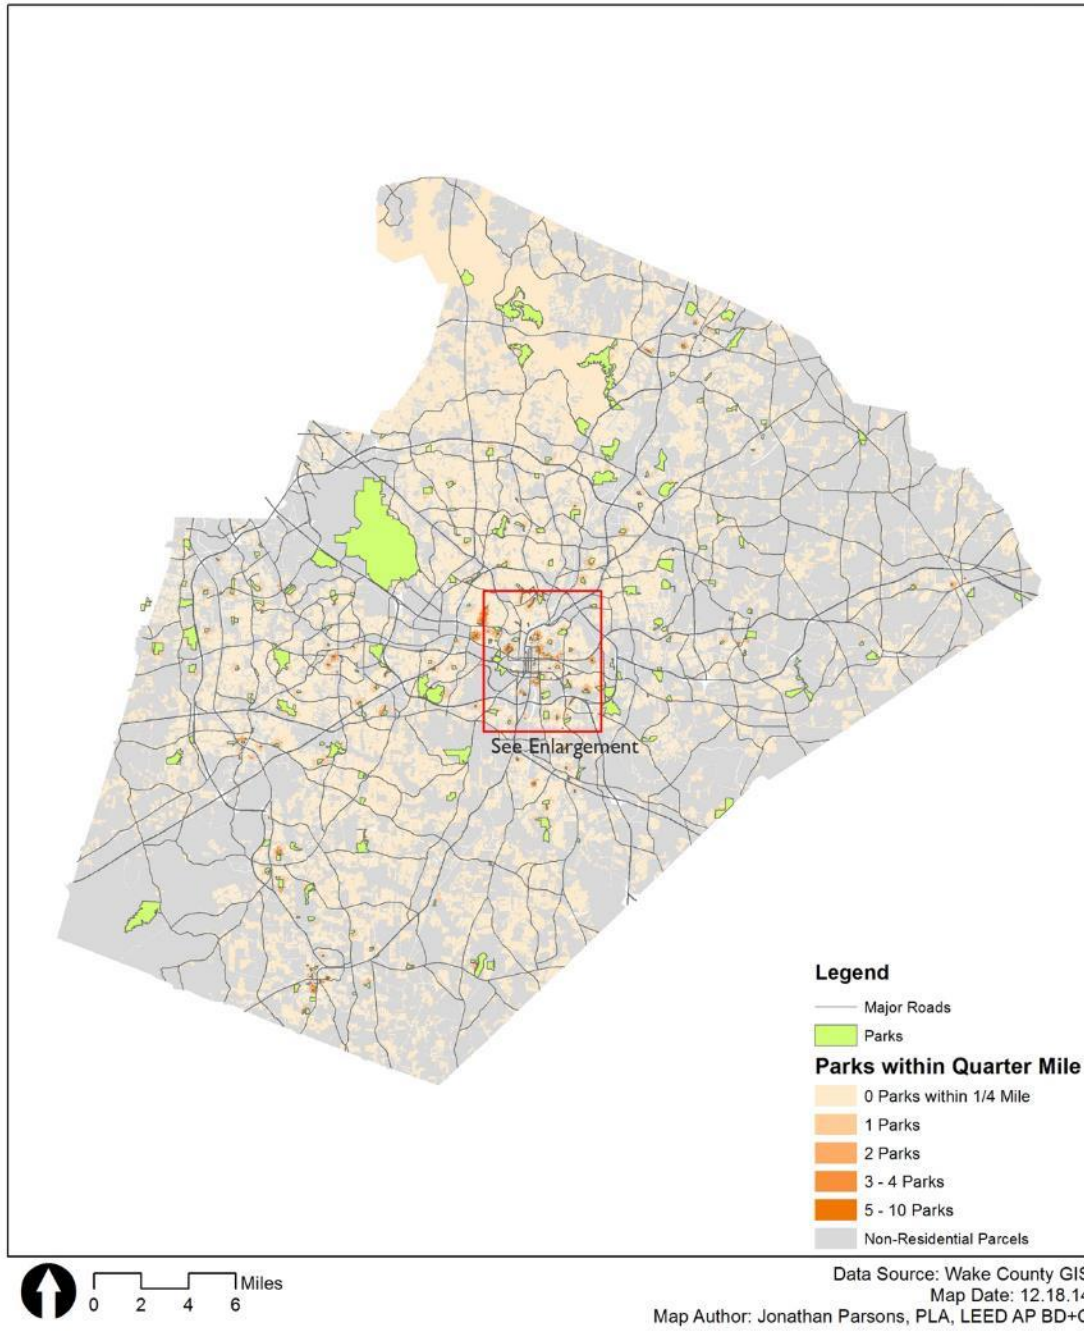 See Enlargement
Legend
Major Roads
Parks
Parks within Quarter Mile
0 Parks within 1/4 Mile
1 Parks
2 Parks
3 - 4 Parks
5 - 10 Parks
Non-Residential Parcels
Miles
0 2 4 6
Data Source: Wake County GIS
Map Date: 12.18.14
Map Author: Jonathan Parsons, PLA, LEED AP BD+C